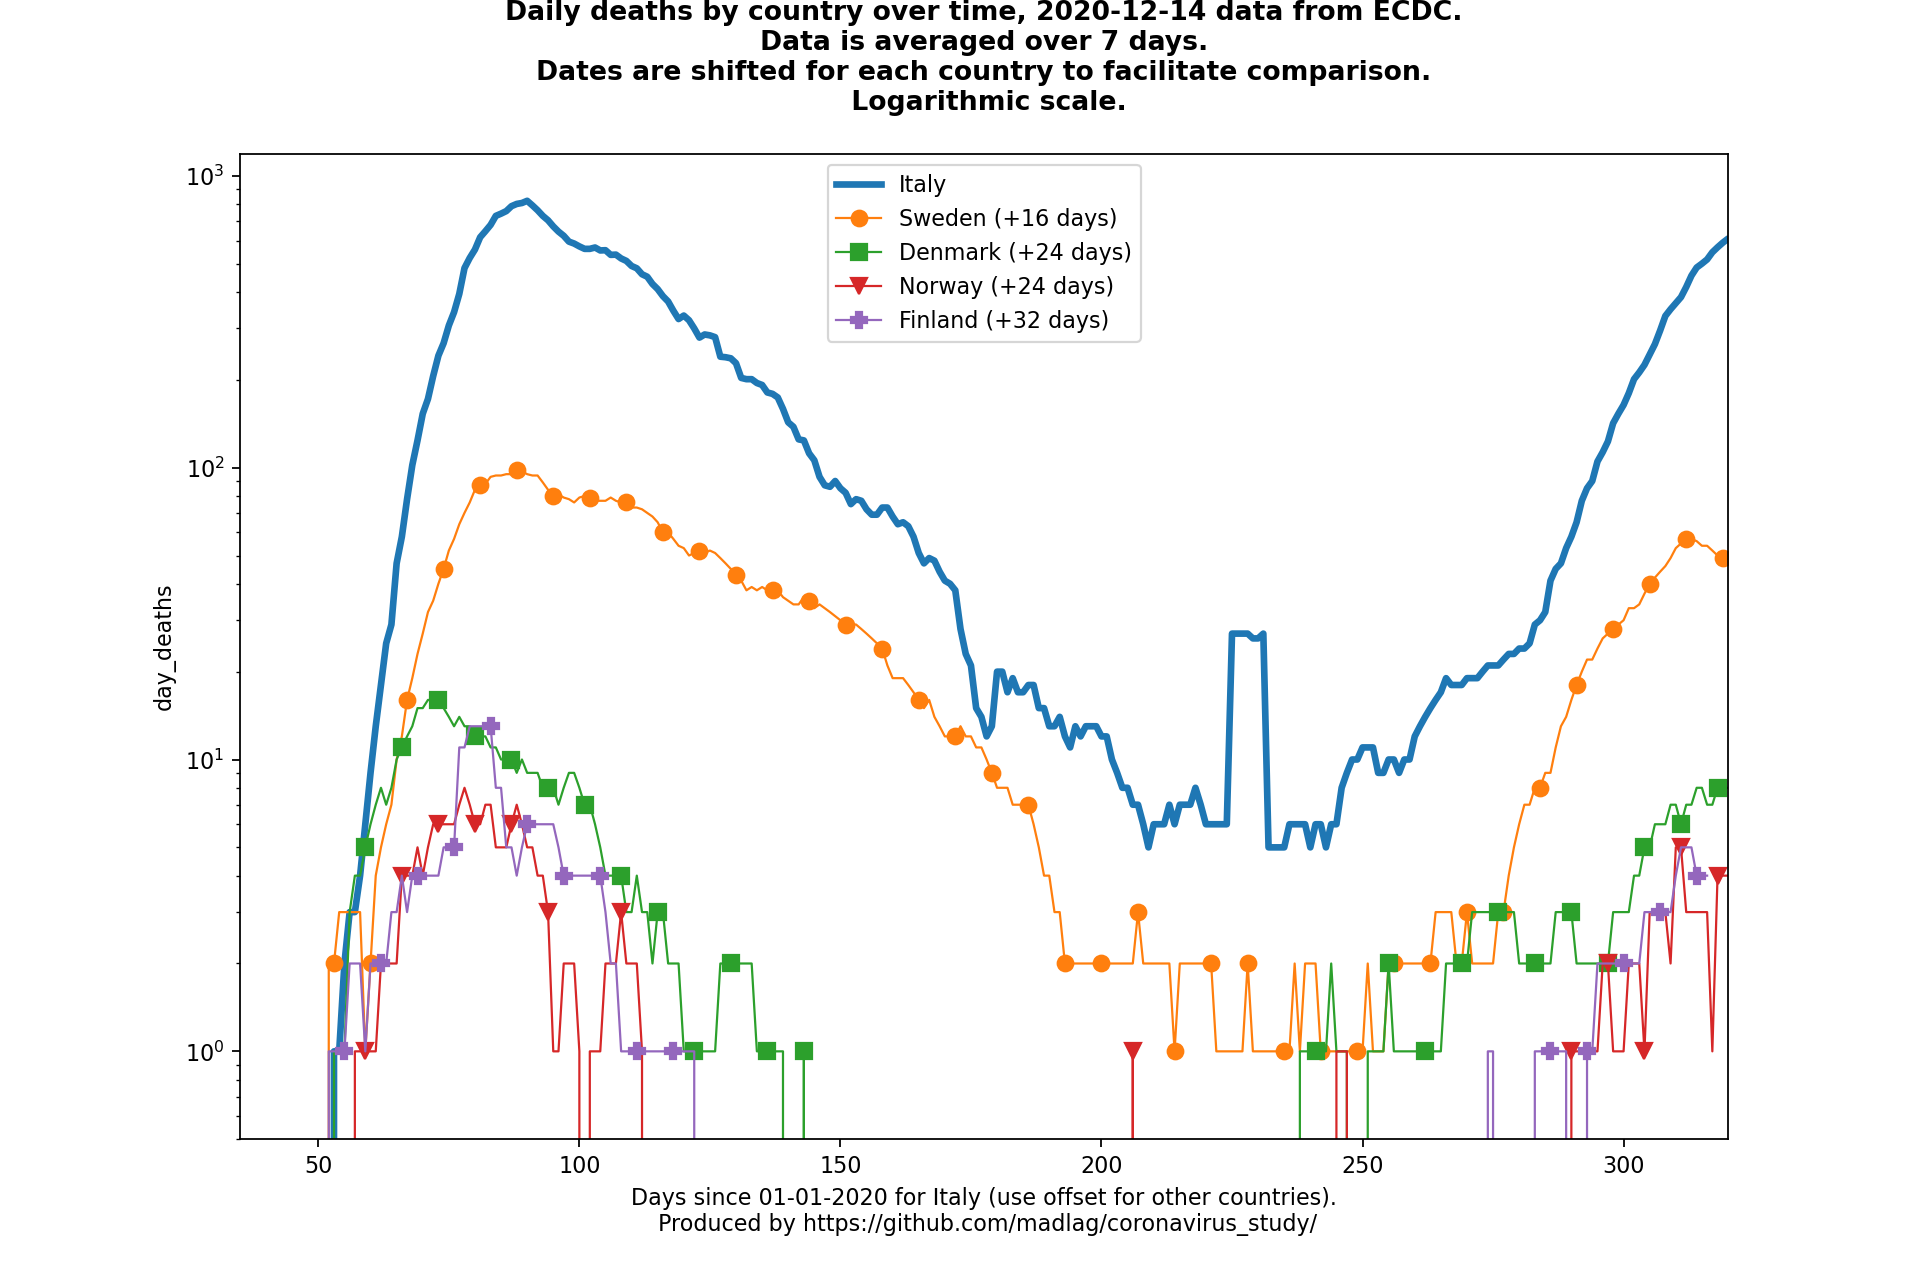 Daily deaths by country over time, 2020-12-14 data from ECDC.
Data is averaged over 7 days.
Dates are shifted for each country to facilitate comparison.
Logarithmic scale.
10³
10²
10¹
10⁰
day_deaths
Italy
Sweden (+16 days)
Denmark (+24 days)
Norway (+24 days)
Finland (+32 days)
50 100 150 200 250 300
Days since 01-01-2020 for Italy (use offset for other countries).
Produced by https://github.com/madlag/coronavirus_study/